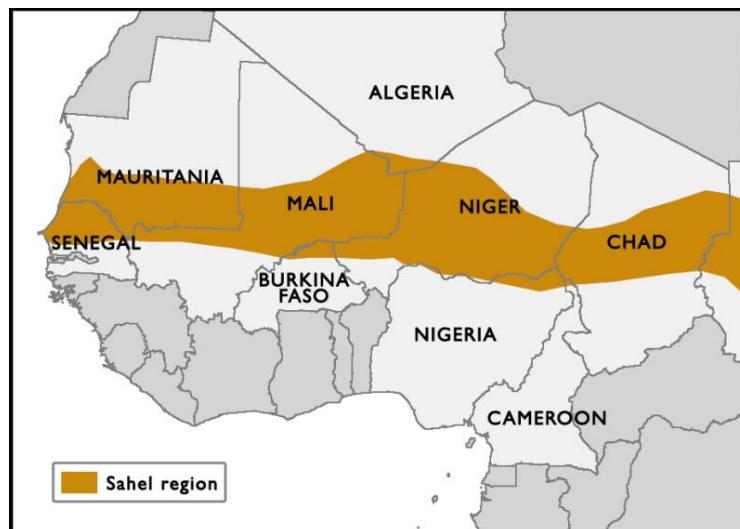 ALGERIA
MAURITANIA
MALI
NIGER
CHAD
SENEGAL
BURKINA
FASO
NIGERIA
CAMEROON
Sahel region